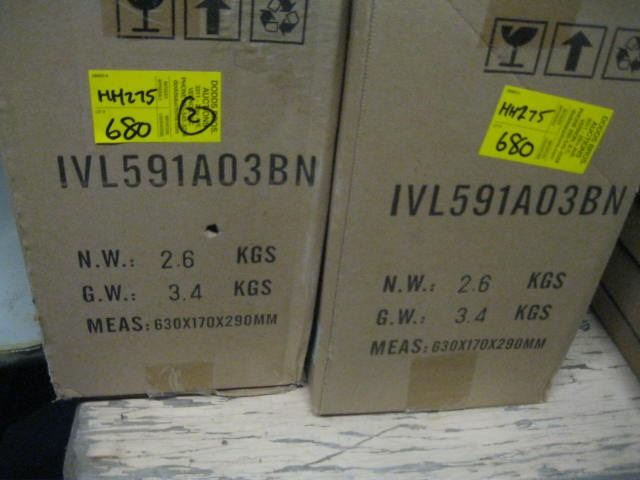 HH275
680
2
IVL591A03BN
N.W.: 2.6 KGS
G.W.: 3.4 KGS
MEAS: 630X170X290MM
HH275
680
IVL591A03BN
N.W.: 2.6 KGS
G.W.: 3.4 KGS
MEAS: 630X170X290MM